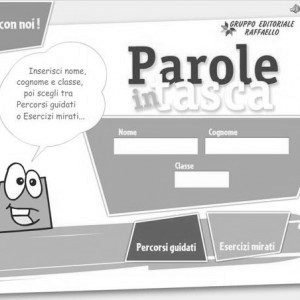 con noi !
GRUPPO EDITORIALE
RAFFAELLO
Inserisci nome,
cognome e classe,
poi scegli tra
Percorsi guidati
o Esercizi mirati...
Parole
in tasca
Nome
Cognome
Classe
Percorsi guidati
Esercizi mirati